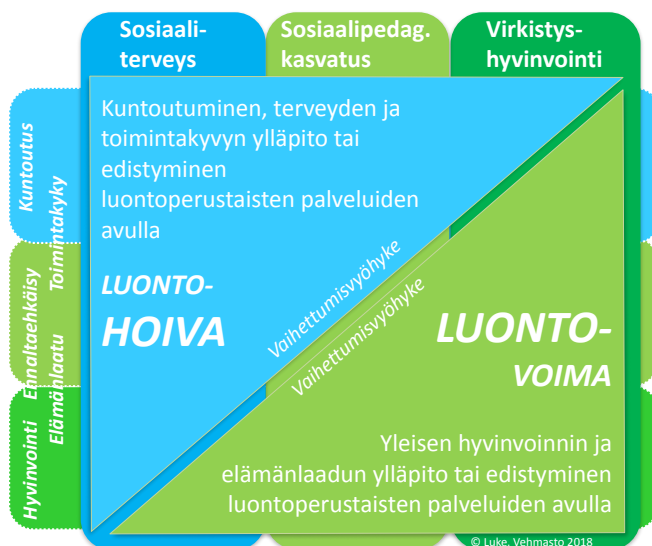 Sosiaali-
terveys
Sosiaalipedag.
kasvatus
Virkistys-
hyvinvointi
Kuntoutus
Toimintakyky
Ennaltaehkäisy
Elämänlaatu
Hyvinvointi
Kuntoutuminen, terveyden ja
toimintakyvyn ylläpito tai
edistyminen
luontoperustaisten palveluiden
avulla
LUONTO-
HOIVA
Vaihettumisvyöhyke
Vaihettumisvyöhyke
LUONTO-
VOIMA
Yleisen hyvinvoinnin ja
elämänlaadun ylläpito tai edistyminen
luontoperustaisten palveluiden avulla
© Luke, Vehmasto 2018